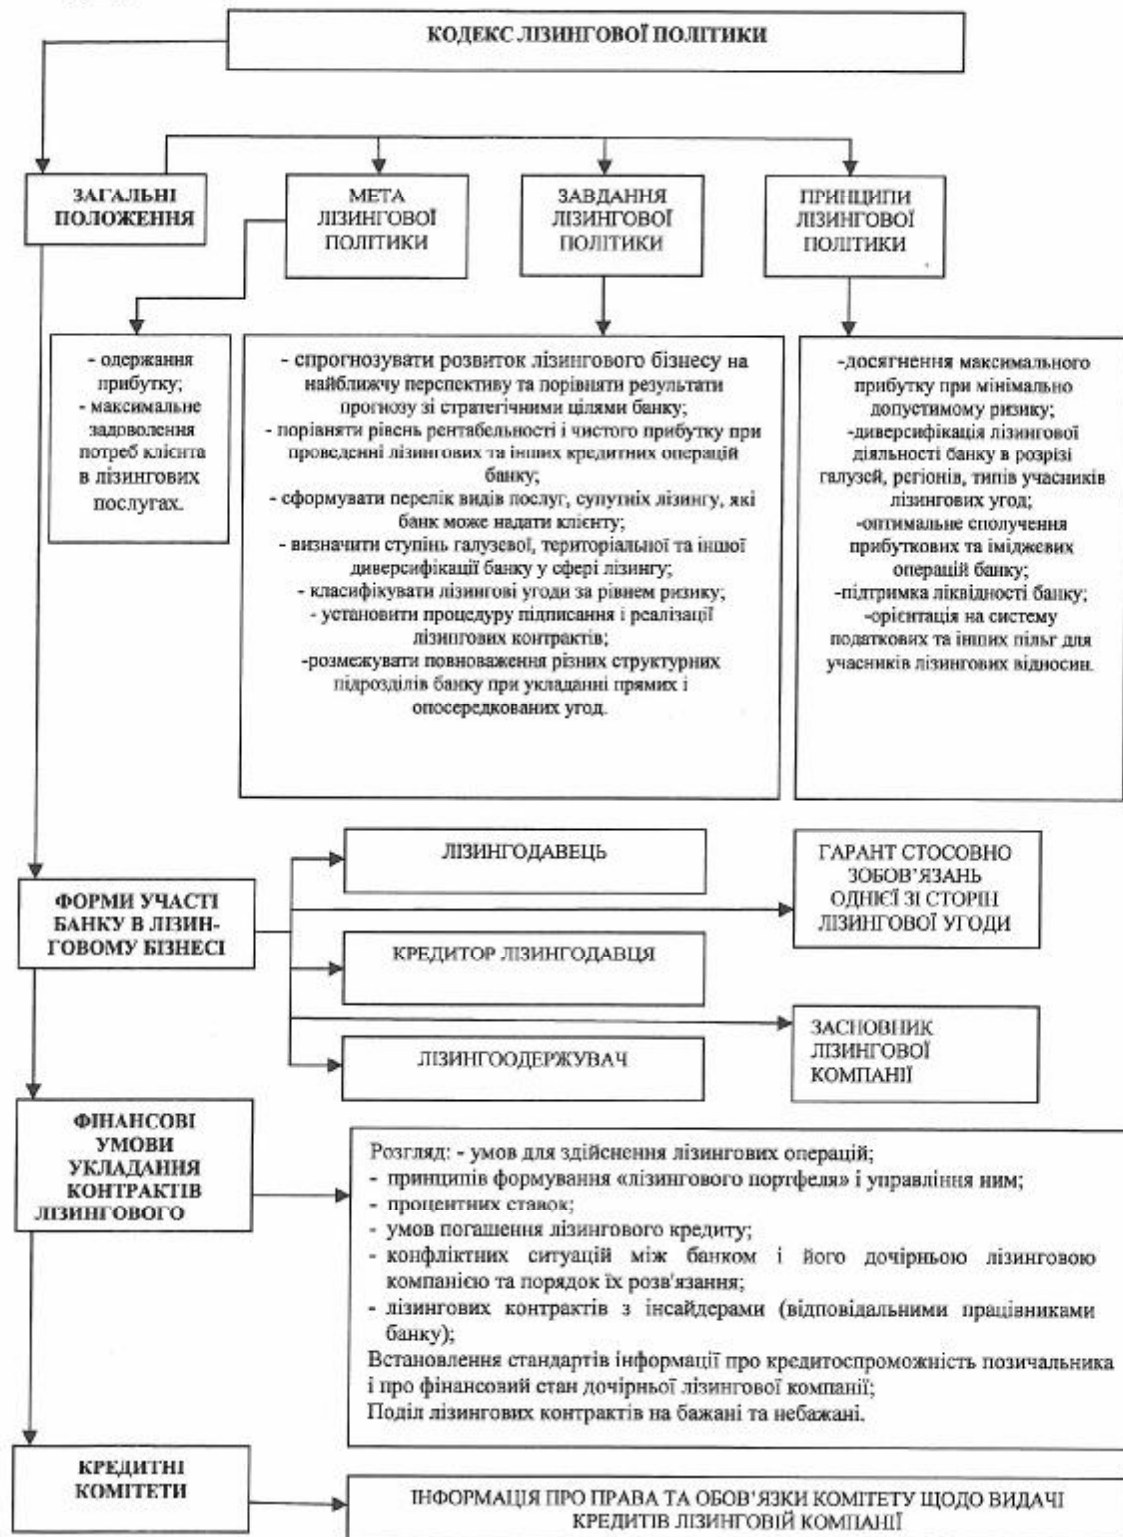 КОДЕКС ЛІЗИНГОВОЇ ПОЛІТИКИ
ЗАГАЛЬНІ
ПОЛОЖЕННЯ
МЕТА
ЛІЗИНГОВОЇ
ПОЛІТИКИ
ЗАВДАННЯ
ЛІЗИНГОВОЇ
ПОЛІТИКИ
ПРИНЦИПИ
ЛІЗИНГОВОЇ
ПОЛІТИКИ
- одержання
прибутку;
- максимальне
задоволення
потреб клієнта
в лізингових
послугах.
- спрогнозувати розвиток лізингового бізнесу на
найближчу перспективу та порівняти результати
прогнозу зі стратегічними цілями банку;
- порівняти рівень рентабельності і чистого прибутку при
проведенні лізингових та інших кредитних операцій
банку;
- сформувати перелік видів послуг, супутніх лізингу, які
банк може надати клієнту;
- визначити ступінь галузевої, територіальної та іншої
диверсифікації банку у сфері лізингу;
- класифікувати лізингові угоди за рівнем ризику;
- установити процедуру підписання і реалізації
лізингових контрактів;
-розмежувати повноваження різних структурних
підрозділів банку при укладанні прямих і
опосередкованих угод.
-досягнення максимального
прибутку при мінімально
допустимому ризику;
-диверсифікація лізингової
діяльності банку в розрізі
галузей, регіонів, типів учасників
лізингових угод;
-оптимальне сполучення
прибуткових та іміджевих
операцій банку;
-підтримка ліквідності банку;
-орієнтація на систему
податкових та інших пільг для
учасників лізингових відносин.
ФОРМИ УЧАСТІ
БАНКУ В ЛІЗИН-
ГОВОМУ БІЗНЕСІ
ЛІЗИНГОДАВЕЦЬ
ГАРАНТ СТОСОВНО
ЗОБОВ’ЯЗАНЬ
ОДНІЄЇ ЗІ СТОРІН
ЛІЗИНГОВОЇ УГОДИ
КРЕДИТОР ЛІЗИНГОДАВЦЯ
ЗАСНОВНИК
ЛІЗИНГОВОЇ
КОМПАНІЇ
ЛІЗИНГООДЕРЖУВАЧ
ФІНАНСОВІ
УМОВИ
УКЛАДАННЯ
КОНТРАКТІВ
ЛІЗИНГОВОГО
Розгляд: - умов для здійснення лізингових операцій;
- принципів формування «лізингового портфеля» і управління ним;
- процентних ставок;
- умов погашення лізингового кредиту;
- конфліктних ситуацій між банком і його дочірньою лізинговою
компанією та порядок їх розв'язання;
- лізингових контрактів з інсайдерами (відповідальними працівниками
банку);
Встановлення стандартів інформації про кредитоспроможність позичальника
і про фінансовий стан дочірньої лізингової компанії;
Поділ лізингових контрактів на бажані та небажані.
КРЕДИТНІ
КОМІТЕТИ
ІНФОРМАЦІЯ ПРО ПРАВА ТА ОБОВ’ЯЗКИ КОМІТЕТУ ЩОДО ВИДАЧІ
КРЕДИТІВ ЛІЗИНГОВІЙ КОМПАНІЇ